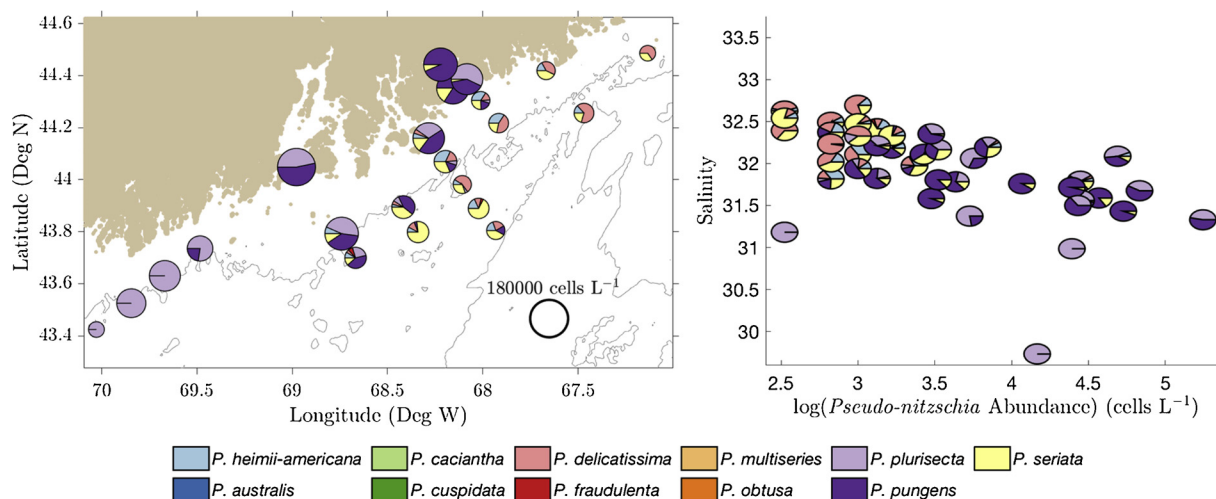 44.6
44.4
44.2
44
43.8
43.6
43.4
Latitude (Deg N)
180000 cells L⁻¹
70 69.5 69 68.5 68 67.5
Longitude (Deg W)
33.5
33
32.5
32
31.5
31
30.5
30
Salinity
2.5 3 3.5 4 4.5 5
log(Pseudo-nitzschia Abundance) (cells L⁻¹)
P. heimii-americana P. caciantha P. delicatissima P. multiseries P. plurisecta P. seriata
P. australis P. cuspidata P. fraudulenta P. obtusa P. pungens